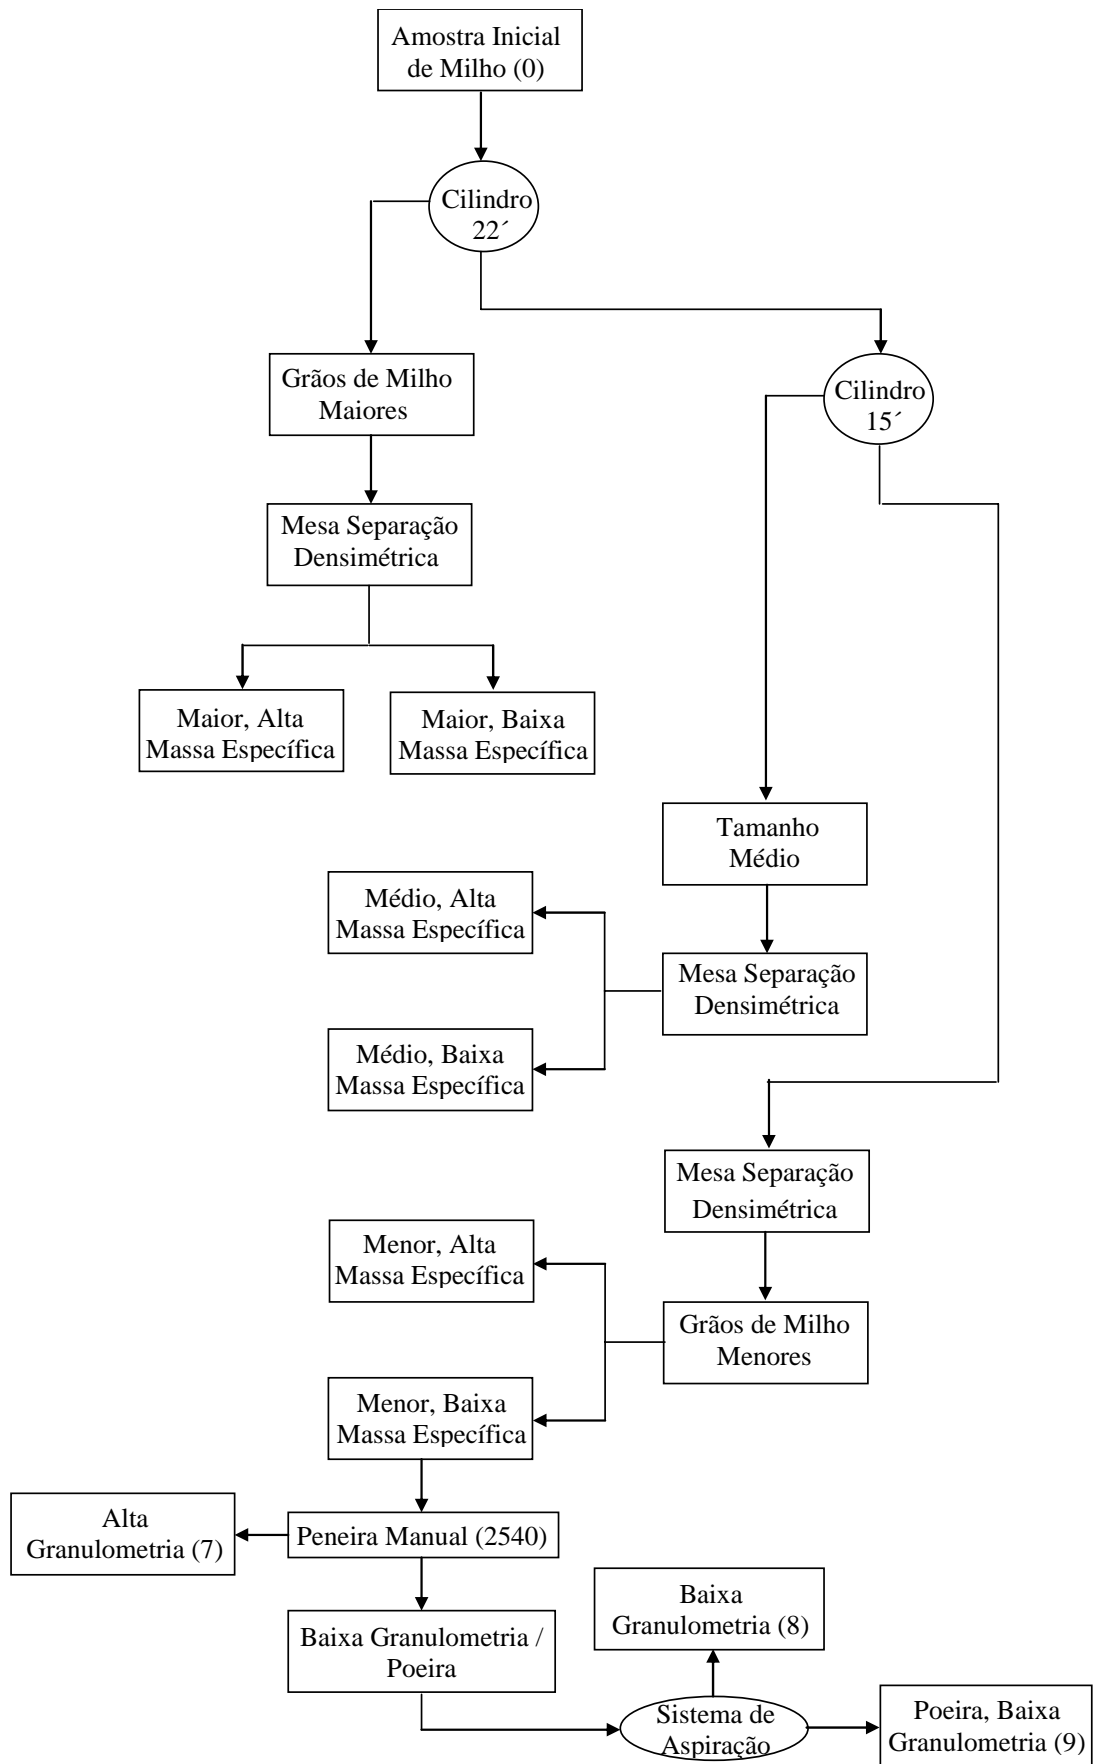 Amostra Inicial
de Milho (0)
Cilindro
22´
Grãos de Milho
Maiores
Cilindro
15´
Mesa Separação
Densimétrica
Maior, Alta
Massa Específica
Maior, Baixa
Massa Específica
Tamanho
Médio
Médio, Alta
Massa Específica
Mesa Separação
Densimétrica
Médio, Baixa
Massa Específica
Mesa Separação
Densimétrica
Menor, Alta
Massa Específica
Grãos de Milho
Menores
Menor, Baixa
Massa Específica
Alta
Granulometria (7)
Peneira Manual (2540)
Baixa
Granulometria (8)
Baixa Granulometria /
Poeira
Sistema de
Aspiração
Poeira, Baixa
Granulometria (9)